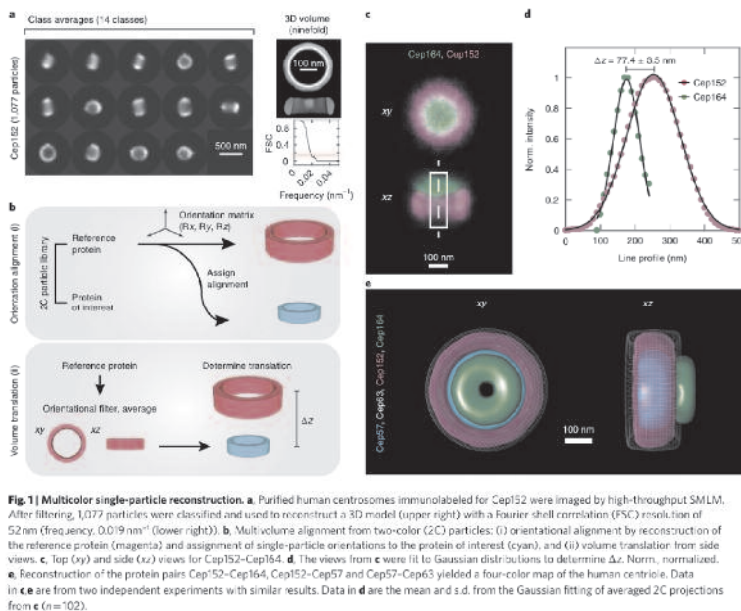 a
Class averages (14 classes)
3D volume
(ninefold)
Cep152 (1,077 particles)
500 nm
100 nm
FSC
1
0.6
0.2
0
0.02
0.04
Frequency (nm⁻¹)
b
Orientation alignment (i)
2C particle library
Reference
protein
Protein
of interest
Orientation matrix
(Rx, Ry, Rz)
Assign
alignment
Volume translation (ii)
Reference protein
Orientational filter, average
xy
xz
Determine translation
Δz
c
Cep164, Cep152
xy
xz
100 nm
d
Δz = 77.4 ± 8.5 nm
Cep152
Cep164
Norm. intensity
1
0.8
0.6
0.4
0.2
0
0
100
200
300
400
500
Line profile (nm)
e
Cep57, Cep63, Cep152, Cep164
xy
xz
100 nm
Fig. 1 | Multicolor single-particle reconstruction. a, Purified human centrosomes immunolabeled for Cep152 were imaged by high-throughput SMLM.
After filtering, 1,077 particles were classified and used to reconstruct a 3D model (upper right) with a Fourier shell correlation (FSC) resolution of
52nm (frequency, 0.019 nm⁻¹ (lower right)). b, Multivolume alignment from two-color (2C) particles: (i) orientational alignment by reconstruction of
the reference protein (magenta) and assignment of single-particle orientations to the protein of interest (cyan), and (ii) volume translation from side
views. c, Top (xy) and side (xz) views for Cep152–Cep164. d, The views from c were fit to Gaussian distributions to determine Δz. Norm., normalized.
e, Reconstruction of the protein pairs Cep152–Cep164, Cep152–Cep57 and Cep57–Cep63 yielded a four-color map of the human centriole. Data
in c,e are from two independent experiments with similar results. Data in d are the mean and s.d. from the Gaussian fitting of averaged 2C projections
from c (n=102).